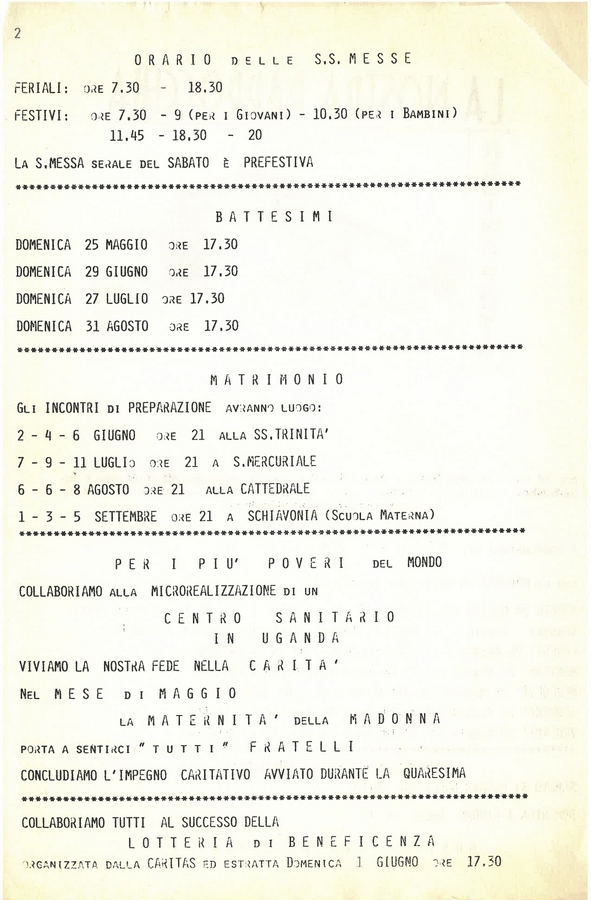 2
ORARIO DELLE S.S. MESSE
FERIALI: ORE 7.30 - 18.30
FESTIVI: ORE 7.30 - 9 (PER I GIOVANI) - 10.30 (PER I BAMBINI)
11.45 - 18.30 - 20
LA S.MESSA SERALE DEL SABATO È PREFESTIVA
BATTESIMI
DOMENICA 25 MAGGIO ORE 17.30
DOMENICA 29 GIUGNO ORE 17.30
DOMENICA 27 LUGLIO ORE 17.30
DOMENICA 31 AGOSTO ORE 17.30
MATRIMONIO
GLI INCONTRI DI PREPARAZIONE AVRANNO LUOGO:
2 - 4 - 6 GIUGNO ORE 21 ALLA SS.TRINITA'
7 - 9 - 11 LUGLIO ORE 21 A S.MERCURIALE
6 - 6 - 8 AGOSTO ORE 21 ALLA CATTEDRALE
1 - 3 - 5 SETTEMBRE ORE 21 A SCHIAVONIA (SCUOLA MATERNA)
PER I PIU' POVERI DEL MONDO
COLLABORIAMO ALLA MICROREALIZZAZIONE DI UN
CENTRO SANITARIO
IN UGANDA
VIVIAMO LA NOSTRA FEDE NELLA CARITA'
NEL MESE DI MAGGIO
LA MATERNITA' DELLA MADONNA
PORTA A SENTIRCI "TUTTI" FRATELLI
CONCLUDIAMO L'IMPEGNO CARITATIVO AVVIATO DURANTE LA QUARESIMA
COLLABORIAMO TUTTI AL SUCCESSO DELLA
LOTTERIA DI BENEFICENZA
ORGANIZZATA DALLA CARITAS ED ESTRATTA DOMENICA 1 GIUGNO ORE 17.30